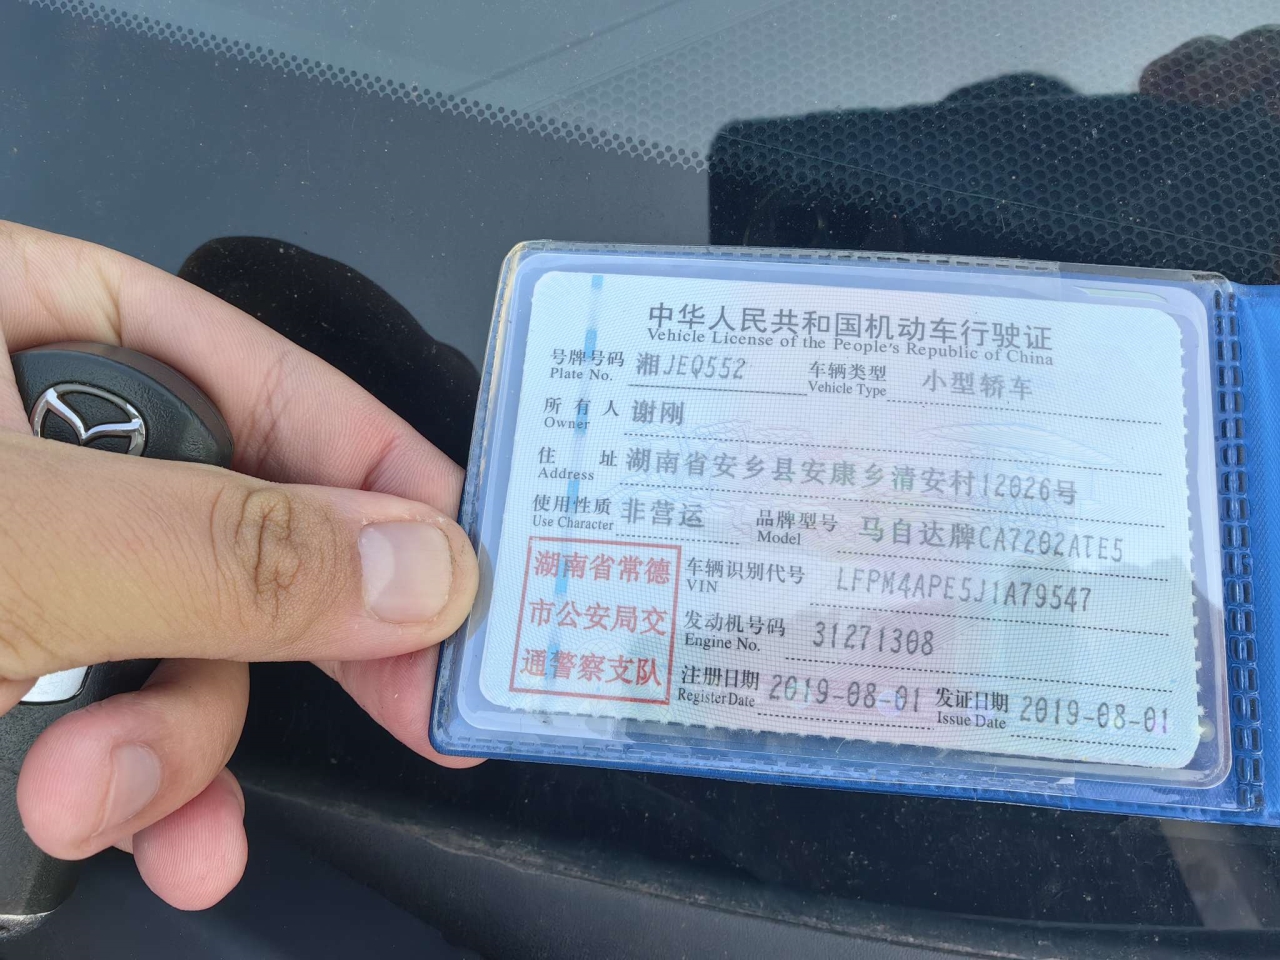 中华人民共和国机动车行驶证
Vehicle License of the People's Republic of China
号牌号码 湘JEQ552 车辆类型 小型轿车
Plate No. Vehicle Type
所有人 谢刚
Owner
住址 湖南省安乡县安康乡清安村12026号
Address
使用性质 非营运 品牌型号 马自达牌CA7202ATE5
Use Character Model
湖南省常德
市公安局交
通警察支队
车辆识别代号 LFPM4APE5J1A79547
VIN
发动机号码 31271308
Engine No.
注册日期 2019-08-01 发证日期 2019-08-01
Register Date Issue Date